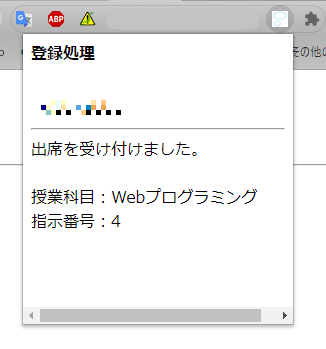 ABP
その他の
登録処理
出席を受け付けました。
授業科目：Webプログラミング
指示番号：4